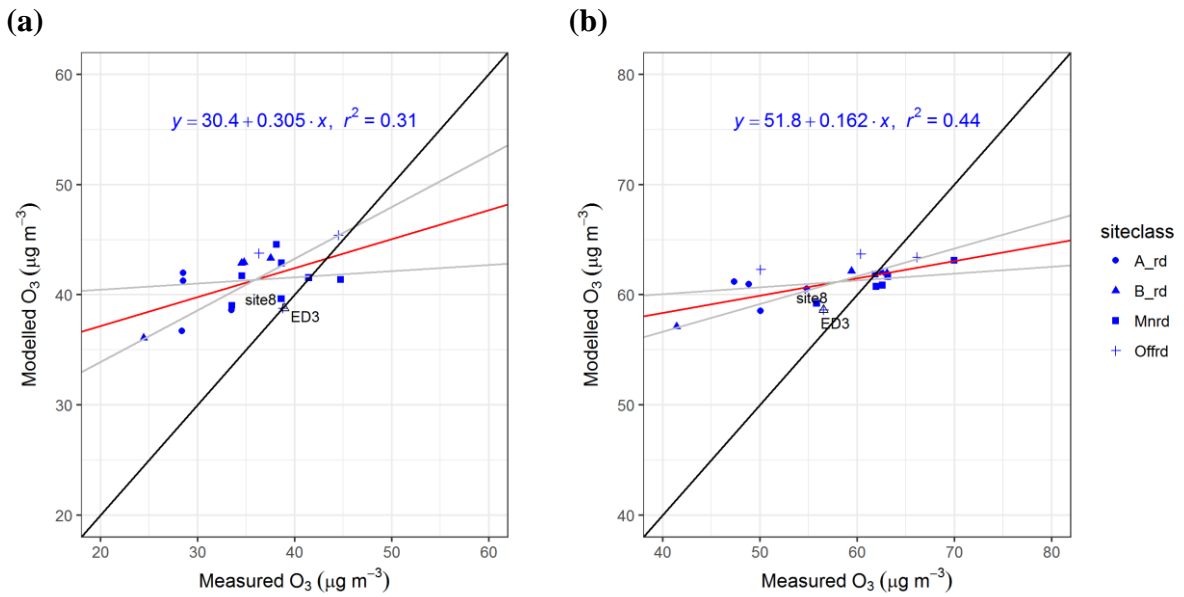 (a)
(b)
y = 30.4 + 0.305 · x, r² = 0.31
60
50
40
30
20
Modelled O₃ (μg m⁻³)
site8
ED3
20 30 40 50 60
Measured O₃ (μg m⁻³)
y = 51.8 + 0.162 · x, r² = 0.44
80
70
60
50
40
Modelled O₃ (μg m⁻³)
site8
ED3
40 50 60 70 80
Measured O₃ (μg m⁻³)
siteclass
A_rd
B_rd
Mnrd
Offrd